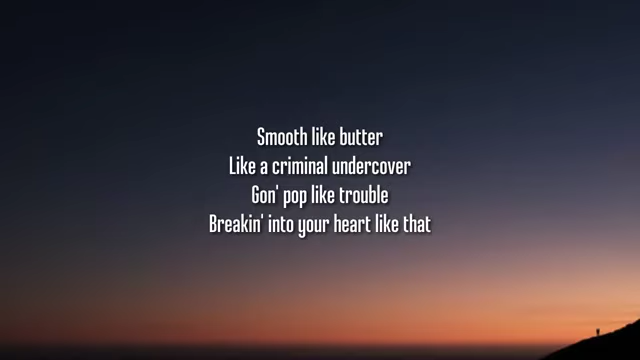 Smooth like butter
Like a criminal undercover
Gon' pop like trouble
Breakin' into your heart like that